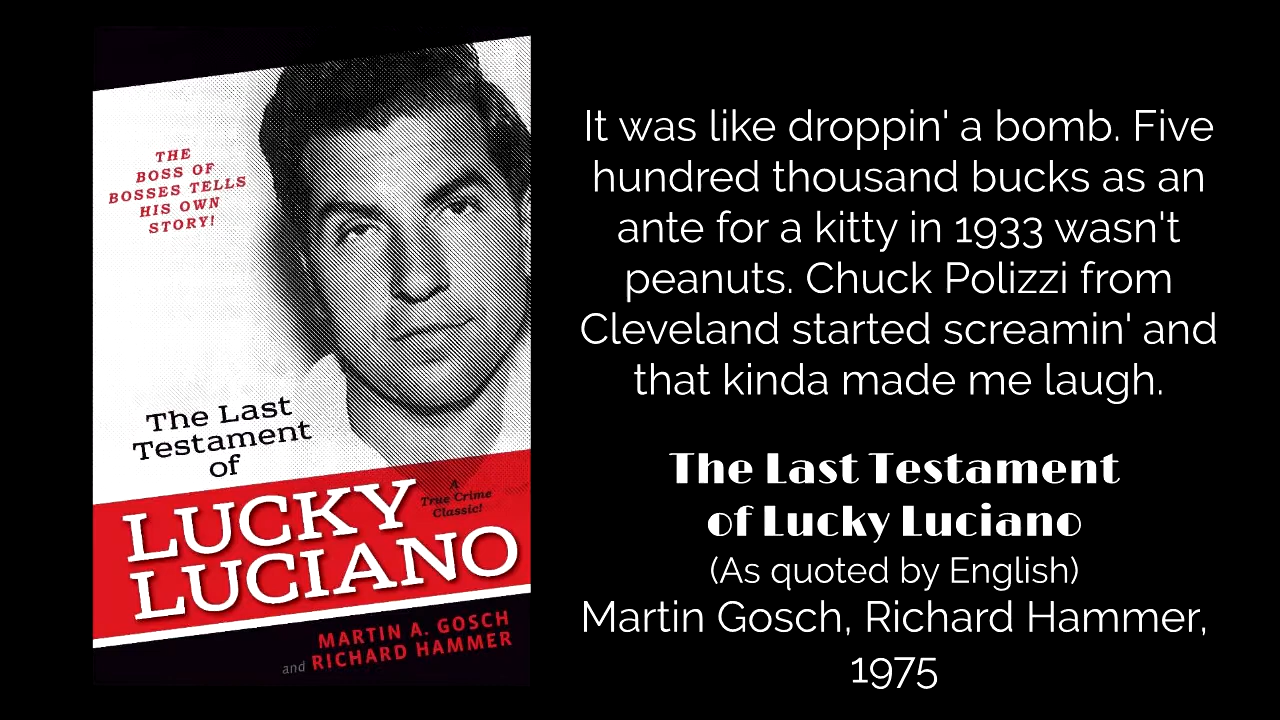 THE
BOSS OF
BOSSES TELLS
HIS OWN
STORY!
The Last
Testament
of
A
True Crime
Classic!
LUCKY
LUCIANO
MARTIN A. GOSCH
and RICHARD HAMMER
It was like droppin' a bomb. Five
hundred thousand bucks as an
ante for a kitty in 1933 wasn't
peanuts. Chuck Polizzi from
Cleveland started screamin' and
that kinda made me laugh.
The Last Testament
of Lucky Luciano
(As quoted by English)
Martin Gosch, Richard Hammer,
1975